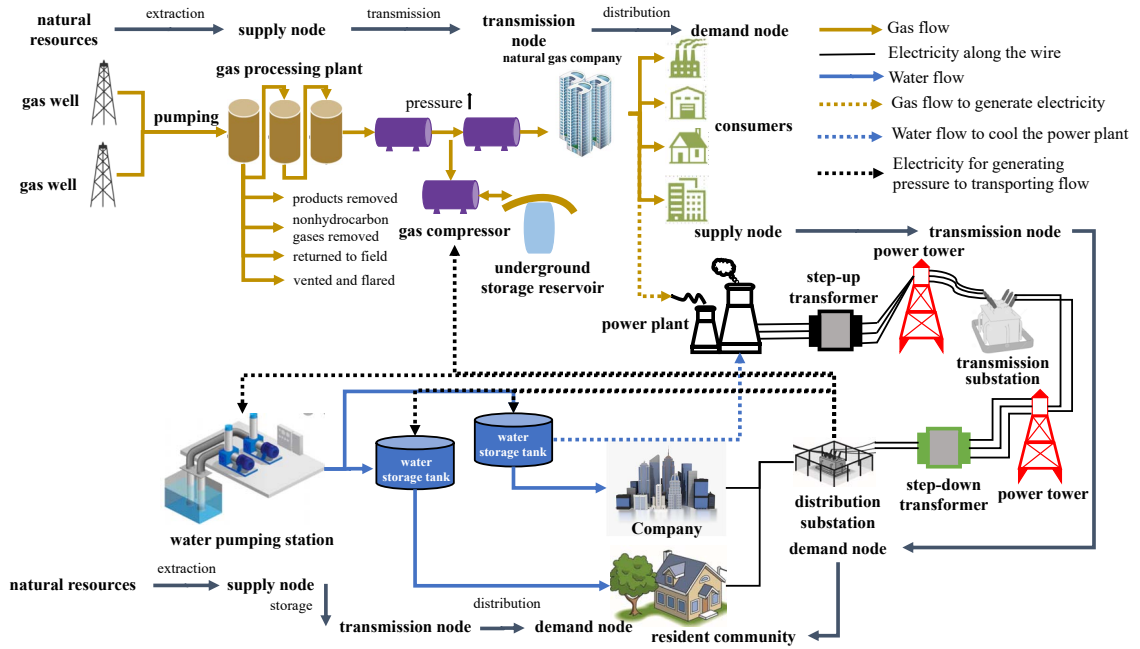 natural
resources
extraction
supply node
transmission
transmission
node
distribution
demand node
Gas flow
Electricity along the wire
Water flow
Gas flow to generate electricity
Water flow to cool the power plant
Electricity for generating
pressure to transporting flow
gas well
gas well
pumping
gas processing plant
pressure
natural gas company
consumers
products removed
nonhydrocarbon
gases removed
returned to field
vented and flared
gas compressor
underground
storage reservoir
supply node
transmission node
power tower
step-up
transformer
power plant
transmission
substation
water
storage tank
water
storage tank
water pumping station
Company
distribution
substation
step-down
transformer
power tower
demand node
natural resources
extraction
supply node
storage
transmission node
distribution
demand node
resident community